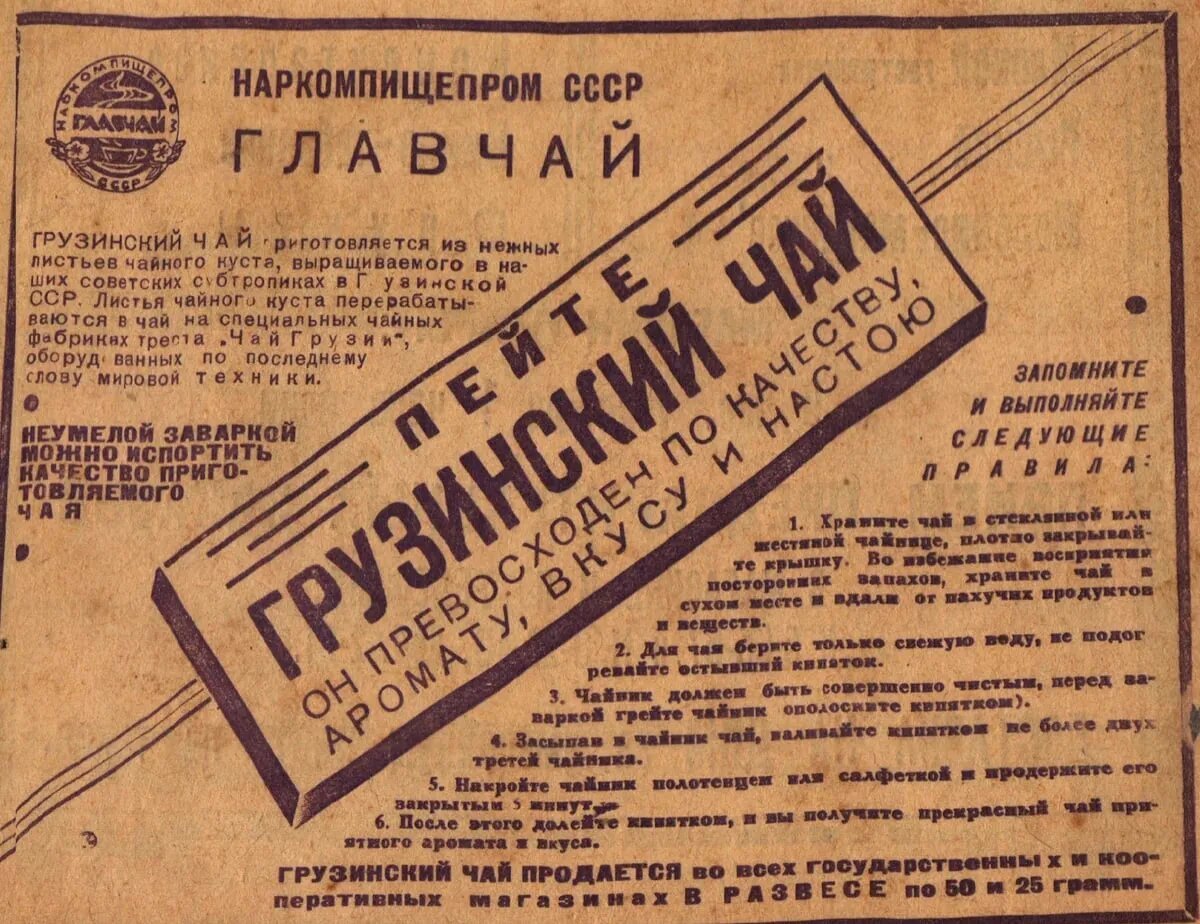 НАРКОМПИЩЕПРОМ
ГЛАВЧАЙ
СССР
НАРКОМПИЩЕПРОМ СССР
ГЛАВЧАЙ
ГРУЗИНСКИЙ ЧАЙ приготовляется из нежных
листьев чайного куста, выращиваемого в на-
ших советских субтропиках в Грузинской
ССР. Листья чайного куста перерабаты-
ваются в чай на специальных чайных
фабриках треста „Чай Грузии",
оборудованных по последнему
слову мировой техники.
НЕУМЕЛОЙ ЗАВАРКОЙ
МОЖНО ИСПОРТИТЬ
КАЧЕСТВО ПРИГО-
ТОВЛЯЕМОГО
ЧАЯ
ПЕЙТЕ
ГРУЗИНСКИЙ ЧАЙ
ОН ПРЕВОСХОДЕН ПО КАЧЕСТВУ,
АРОМАТУ, ВКУСУ И НАСТОЮ
ЗАПОМНИТЕ
И ВЫПОЛНЯЙТЕ
СЛЕДУЮЩИЕ
ПРАВИЛА:
1. Храните чай в стеклянной или
жестяной чайнице, плотно закрывай-
те крышку. Во избежание восприятия
посторонних запахов, храните чай в
сухом месте и вдали от пахучих продуктов
и веществ.
2. Для чая берите только свежую воду, не подог
ревайте остывший кипяток.
3. Чайник должен быть совершенно чистым, перед за-
варкой грейте чайник ополоските кипятком).
4. Засыпав в чайник чай, наливайте кипятком не более двух
третей чайника.
5. Накройте чайник полотенцем или салфеткой и продержите его
закрытым 5 минут.
6. После этого долейте кипятком, и вы получите прекрасный чай при-
ятного аромата и вкуса.
ГРУЗИНСКИЙ ЧАЙ ПРОДАЕТСЯ во всех государственных и коо-
перативных магазинах В РАЗВЕСЕ по 50 и 25 грамм.